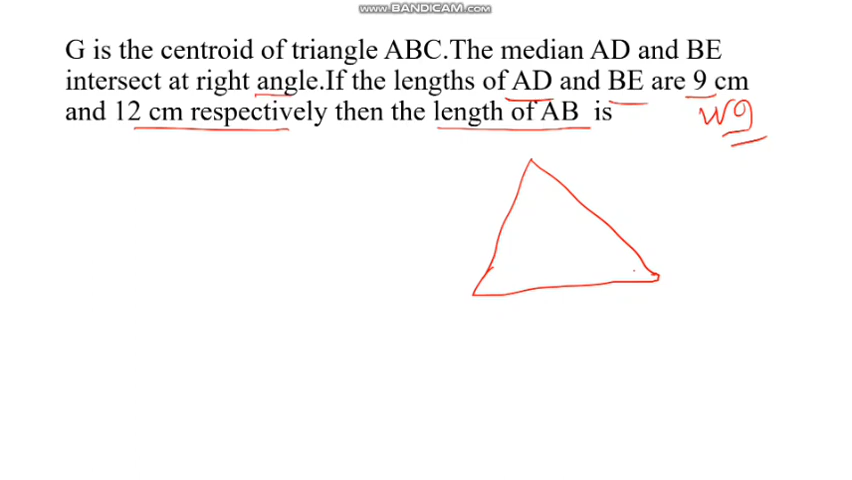 WWW.BANDICAM.COM
G is the centroid of triangle ABC.The median AD and BE
intersect at right angle.If the lengths of AD and BE are 9 cm
and 12 cm respectively then the length of AB is